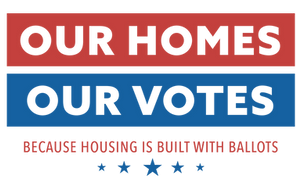 OUR HOMES
OUR VOTES
BECAUSE HOUSING IS BUILT WITH BALLOTS